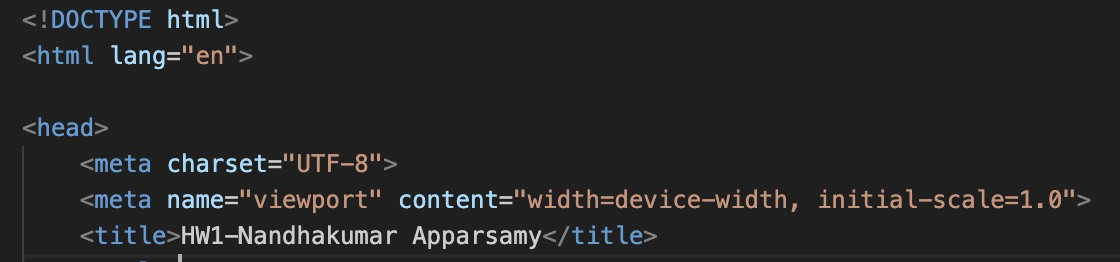 <!DOCTYPE html>
<html lang="en">
<head>
<meta charset="UTF-8">
<meta name="viewport" content="width=device-width, initial-scale=1.0">
<title>HW1-Nandhakumar Apparsamy</title>